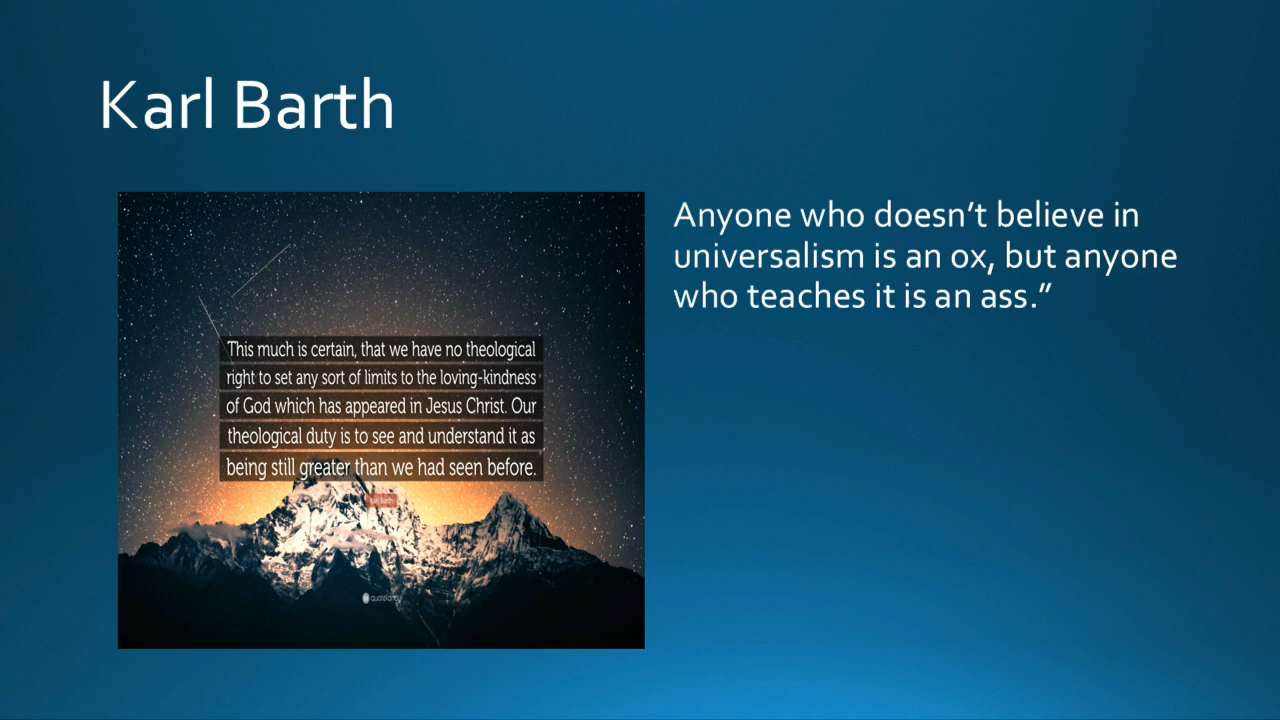 Karl Barth
This much is certain, that we have no theological
right to set any sort of limits to the loving-kindness
of God which has appeared in Jesus Christ. Our
theological duty is to see and understand it as
being still greater than we had seen before.
Karl Barth
quotefancy
Anyone who doesn’t believe in
universalism is an ox, but anyone
who teaches it is an ass.”